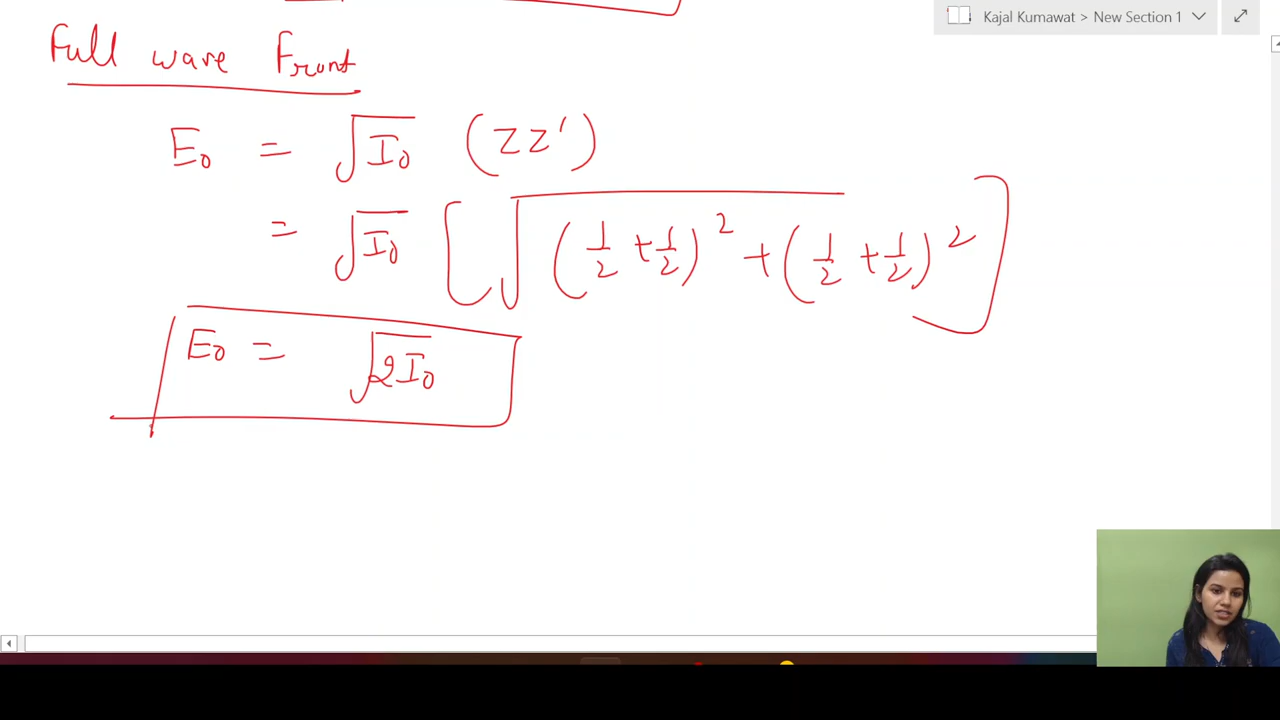 Kajal Kumawat > New Section 1
Full wave Front
E₀ = √I₀ (ZZ')
= √I₀ [√(1/2 + 1/2)² + (1/2 + 1/2)²]
E₀ = √2I₀